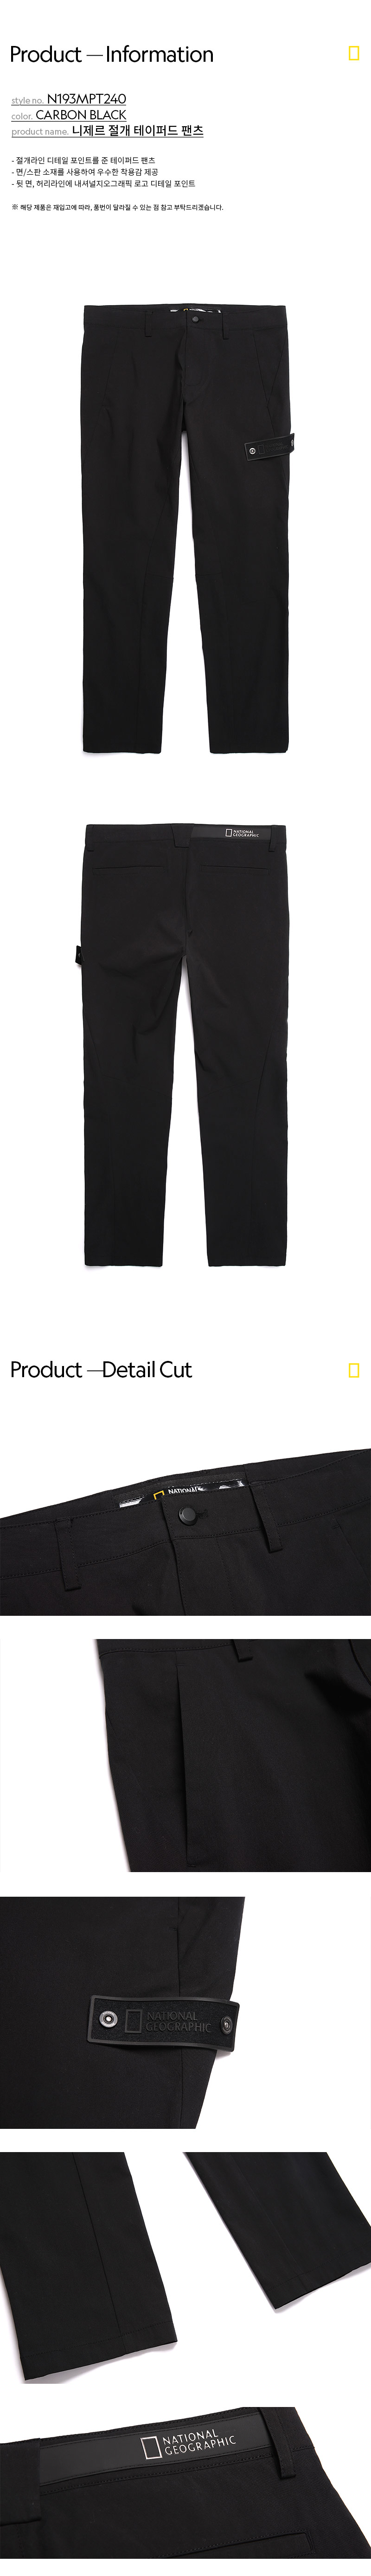 Product — Information
style no. N193MPT240
color. CARBON BLACK
product name. 니제르 절개 테이퍼드 팬츠
- 절개라인 디테일 포인트를 준 테이퍼드 팬츠
- 면/스판 소재를 사용하여 우수한 착용감 제공
- 뒷 면, 허리라인에 내셔널지오그래픽 로고 디테일 포인트
※ 해당 제품은 재입고에 따라, 품번이 달라질 수 있는 점 참고 부탁드리겠습니다.
NATIONAL
GEOGRAPHIC
Product —Detail Cut
NATIONAL
NATIONAL
GEOGRAPHIC
NATIONAL
GEOGRAPHIC